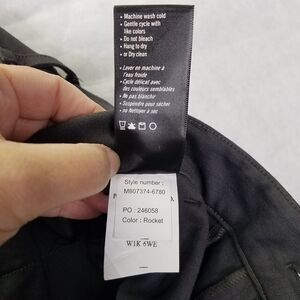 • Machine wash cold
• Gentle cycle with
like colors
• Do not bleach
• Hang to dry
• or Dry clean
• Laver en machine à
l'eau froide
• Cycle délicat avec
des couleurs semblables
• Ne pas blanchir
• Suspendre pour sécher
• ou Nettoyer à sec
Style number :
M807374-6780
PO : 246058
Color : Rocket
W1K 6WE